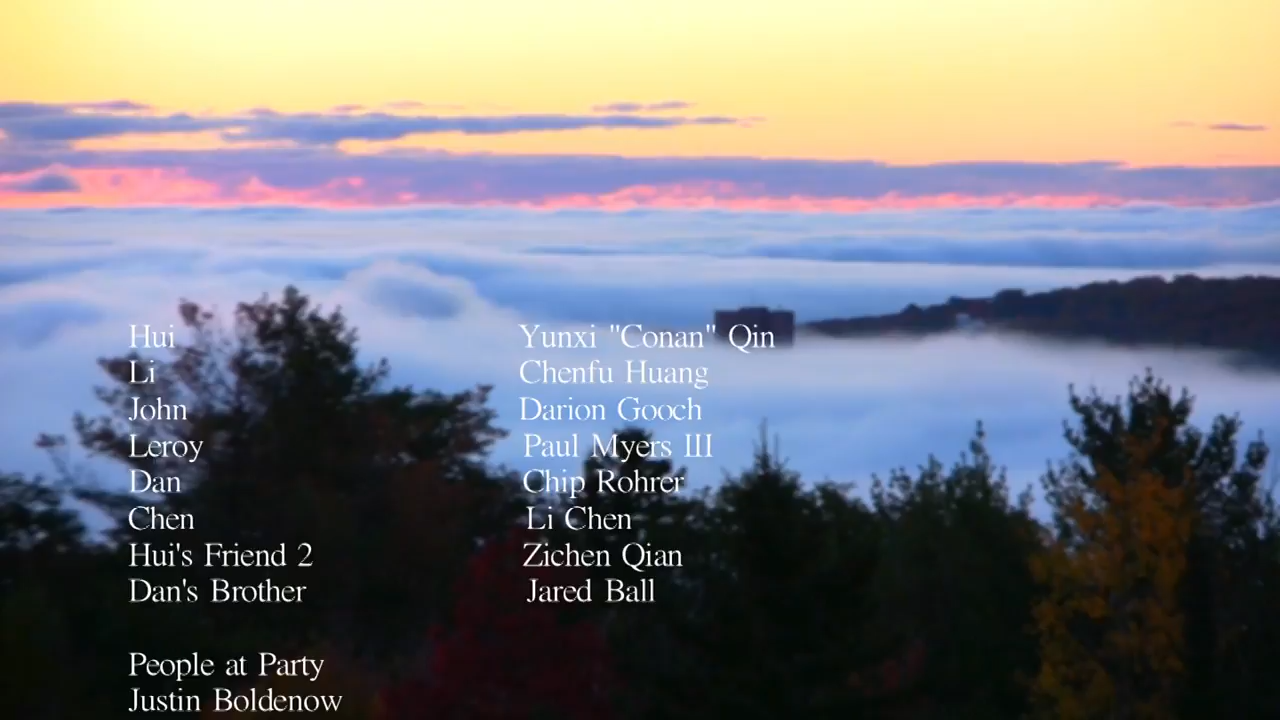 Hui Yunxi "Conan" Qin
Li Chenfu Huang
John Darion Gooch
Leroy Paul Myers III
Dan Chip Rohrer
Chen Li Chen
Hui's Friend 2 Zichen Qian
Dan's Brother Jared Ball
People at Party
Justin Boldenow